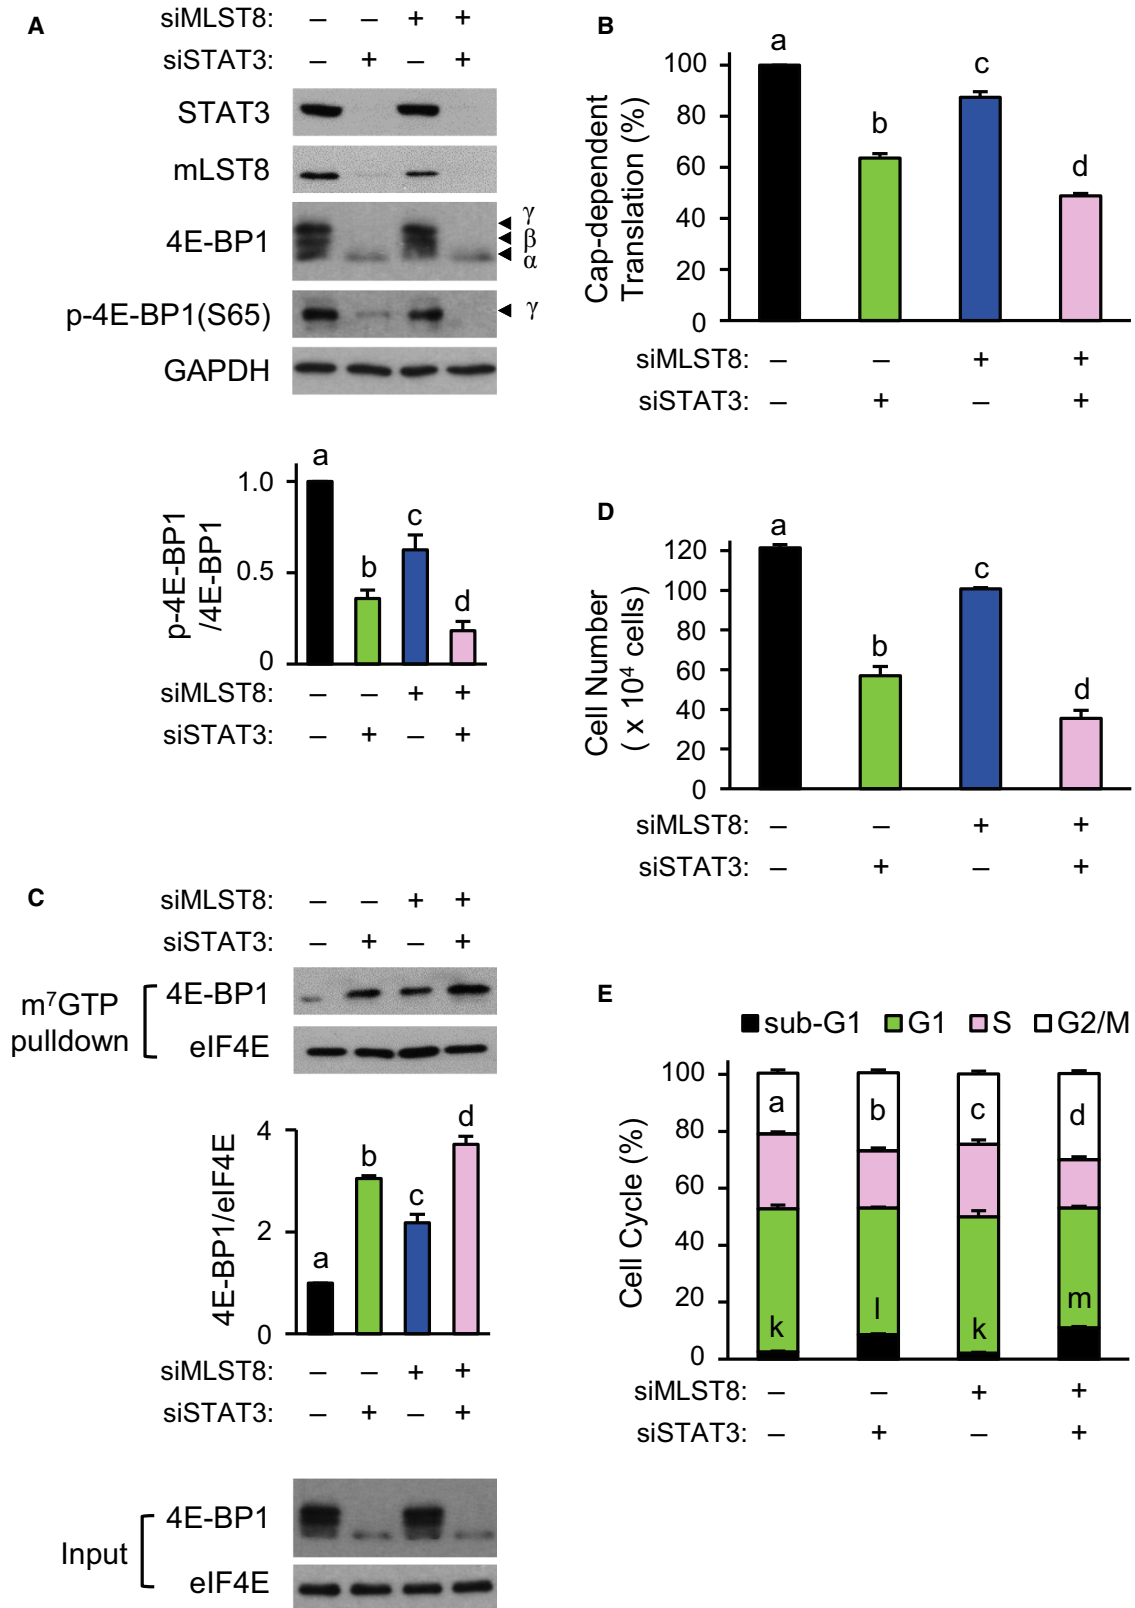 A
siMLST8: – – + +
siSTAT3: – + – +
STAT3
mLST8
4E-BP1
γ
β
α
p-4E-BP1(S65)
γ
GAPDH
p-4E-BP1
/4E-BP1
1.0
0.5
0
a
b
c
d
siMLST8: – – + +
siSTAT3: – + – +
B
Cap-dependent
Translation (%)
100
80
60
40
20
0
a
b
c
d
siMLST8: – – + +
siSTAT3: – + – +
C
siMLST8: – – + +
siSTAT3: – + – +
m⁷GTP
pulldown
4E-BP1
eIF4E
4E-BP1/eIF4E
4
2
0
a
b
c
d
siMLST8: – – + +
siSTAT3: – + – +
Input
4E-BP1
eIF4E
D
Cell Number
( x 10⁴ cells)
120
100
80
60
40
20
0
a
b
c
d
siMLST8: – – + +
siSTAT3: – + – +
E
sub-G1 G1 S G2/M
Cell Cycle (%)
100
80
60
40
20
0
a b c d
k l k m
siMLST8: – – + +
siSTAT3: – + – +